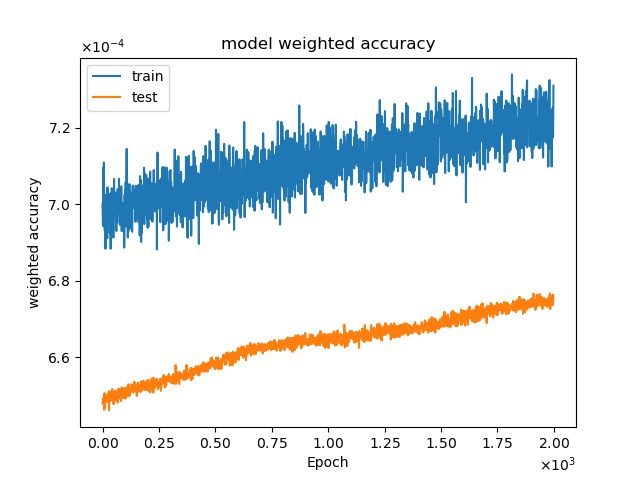 model weighted accuracy
×10⁻⁴
train
test
7.2
7.0
6.8
6.6
weighted accuracy
0.00 0.25 0.50 0.75 1.00 1.25 1.50 1.75 2.00
Epoch
×10³